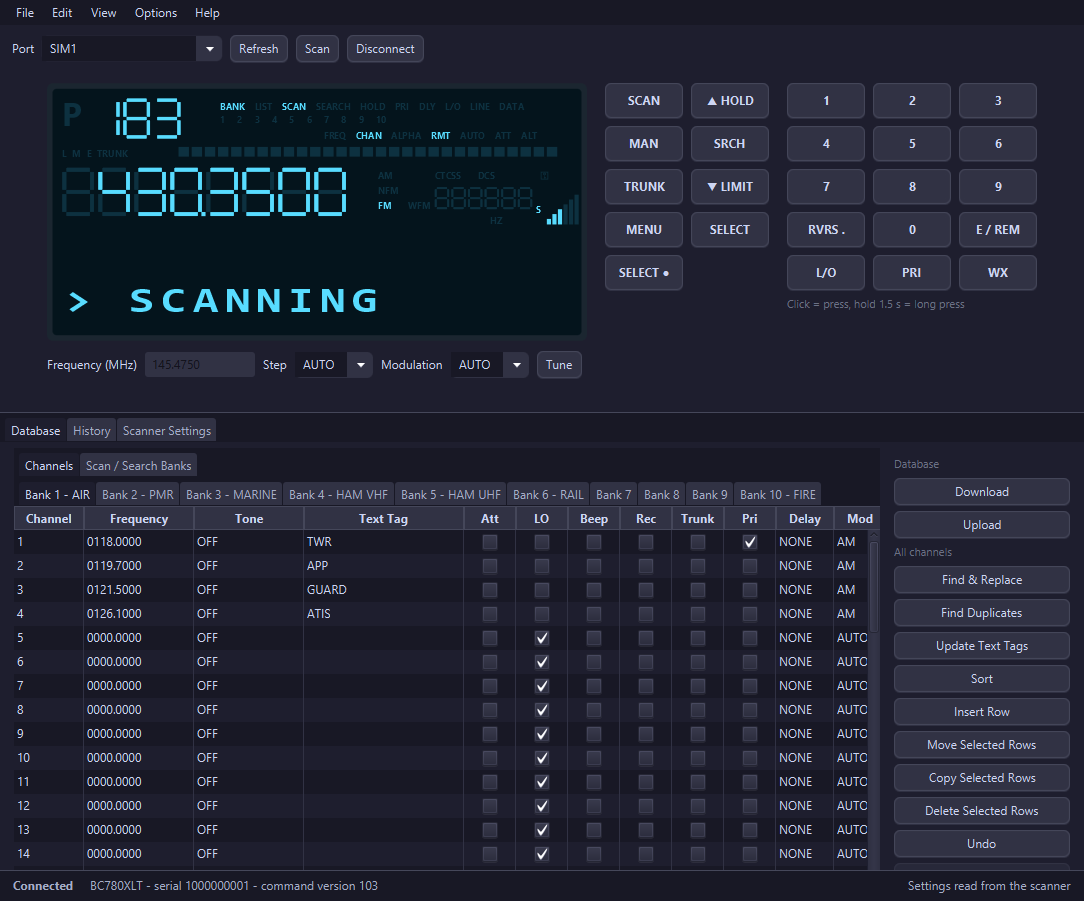 File Edit View Options Help
Port SIM1 Refresh Scan Disconnect
P 183 BANK LIST SCAN SEARCH HOLD PRI DLY L/O LINE DATA
1 2 3 4 5 6 7 8 9 10
FREQ CHAN ALPHA RMT AUTO ATT ALT
L M E TRUNK
430.3500 AM CTCSS DCS
NFM
FM WFM S
HZ
> SCANNING
SCAN ▲ HOLD 1 2 3
MAN SRCH 4 5 6
TRUNK ▼ LIMIT 7 8 9
MENU SELECT RVRS . 0 E / REM
SELECT ● L/O PRI WX
Click = press, hold 1.5 s = long press
Frequency (MHz) 145.4750 Step AUTO Modulation AUTO Tune
Database History Scanner Settings
Channels Scan / Search Banks
Bank 1 - AIR Bank 2 - PMR Bank 3 - MARINE Bank 4 - HAM VHF Bank 5 - HAM UHF Bank 6 - RAIL Bank 7 Bank 8 Bank 9 Bank 10 - FIRE
Channel Frequency Tone Text Tag Att LO Beep Rec Trunk Pri Delay Mod
1 0118.0000 OFF TWR NONE AM
2 0119.7000 OFF APP NONE AM
3 0121.5000 OFF GUARD NONE AM
4 0126.1000 OFF ATIS NONE AM
5 0000.0000 OFF NONE AUTO
6 0000.0000 OFF NONE AUTO
7 0000.0000 OFF NONE AUTO
8 0000.0000 OFF NONE AUTO
9 0000.0000 OFF NONE AUTO
10 0000.0000 OFF NONE AUTO
11 0000.0000 OFF NONE AUTO
12 0000.0000 OFF NONE AUTO
13 0000.0000 OFF NONE AUTO
14 0000.0000 OFF NONE AUTO
Database
Download
Upload
All channels
Find & Replace
Find Duplicates
Update Text Tags
Sort
Insert Row
Move Selected Rows
Copy Selected Rows
Delete Selected Rows
Undo
Connected BC780XLT - serial 1000000001 - command version 103 Settings read from the scanner